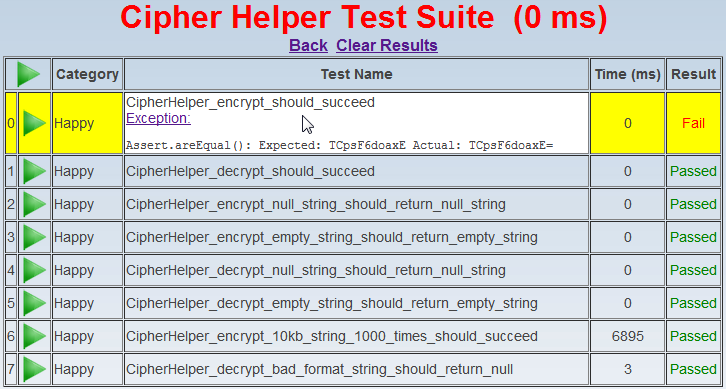 Cipher Helper Test Suite (0 ms)
Back Clear Results
Category Test Name Time (ms) Result
0 Happy CipherHelper_encrypt_should_succeed 0 Fail
Exception:
Assert.areEqual(): Expected: TCpsF6doaxE Actual: TCpsF6doaxE=
1 Happy CipherHelper_decrypt_should_succeed 0 Passed
2 Happy CipherHelper_encrypt_null_string_should_return_null_string 0 Passed
3 Happy CipherHelper_encrypt_empty_string_should_return_empty_string 0 Passed
4 Happy CipherHelper_decrypt_null_string_should_return_null_string 0 Passed
5 Happy CipherHelper_decrypt_empty_string_should_return_empty_string 0 Passed
6 Happy CipherHelper_encrypt_10kb_string_1000_times_should_succeed 6895 Passed
7 Happy CipherHelper_decrypt_bad_format_string_should_return_null 3 Passed